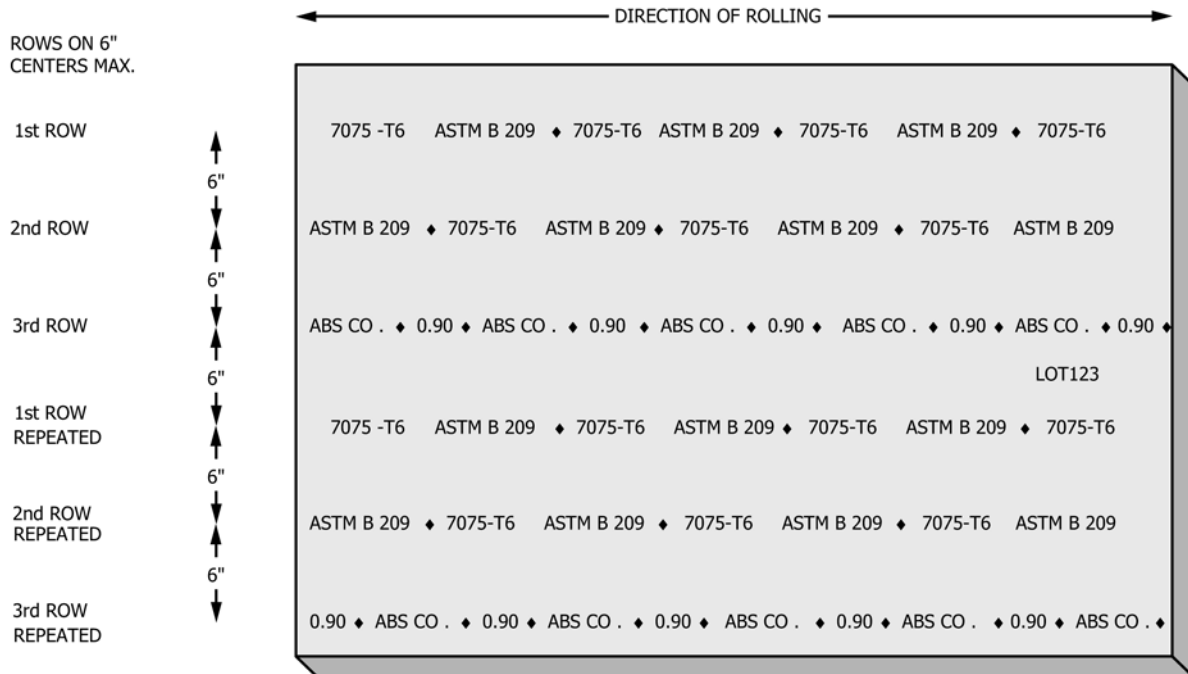 DIRECTION OF ROLLING
ROWS ON 6"
CENTERS MAX.
1st ROW 7075 -T6 ASTM B 209 ♦ 7075-T6 ASTM B 209 ♦ 7075-T6 ASTM B 209 ♦ 7075-T6
6"
2nd ROW ASTM B 209 ♦ 7075-T6 ASTM B 209 ♦ 7075-T6 ASTM B 209 ♦ 7075-T6 ASTM B 209
6"
3rd ROW ABS CO . ♦ 0.90 ♦ ABS CO . ♦ 0.90 ♦ ABS CO . ♦ 0.90 ♦ ABS CO . ♦ 0.90 ♦ ABS CO . ♦ 0.90 ♦
6" LOT123
1st ROW
REPEATED 7075 -T6 ASTM B 209 ♦ 7075-T6 ASTM B 209 ♦ 7075-T6 ASTM B 209 ♦ 7075-T6
6"
2nd ROW
REPEATED ASTM B 209 ♦ 7075-T6 ASTM B 209 ♦ 7075-T6 ASTM B 209 ♦ 7075-T6 ASTM B 209
6"
3rd ROW
REPEATED 0.90 ♦ ABS CO . ♦ 0.90 ♦ ABS CO . ♦ 0.90 ♦ ABS CO . ♦ 0.90 ♦ ABS CO . ♦ 0.90 ♦ ABS CO . ♦